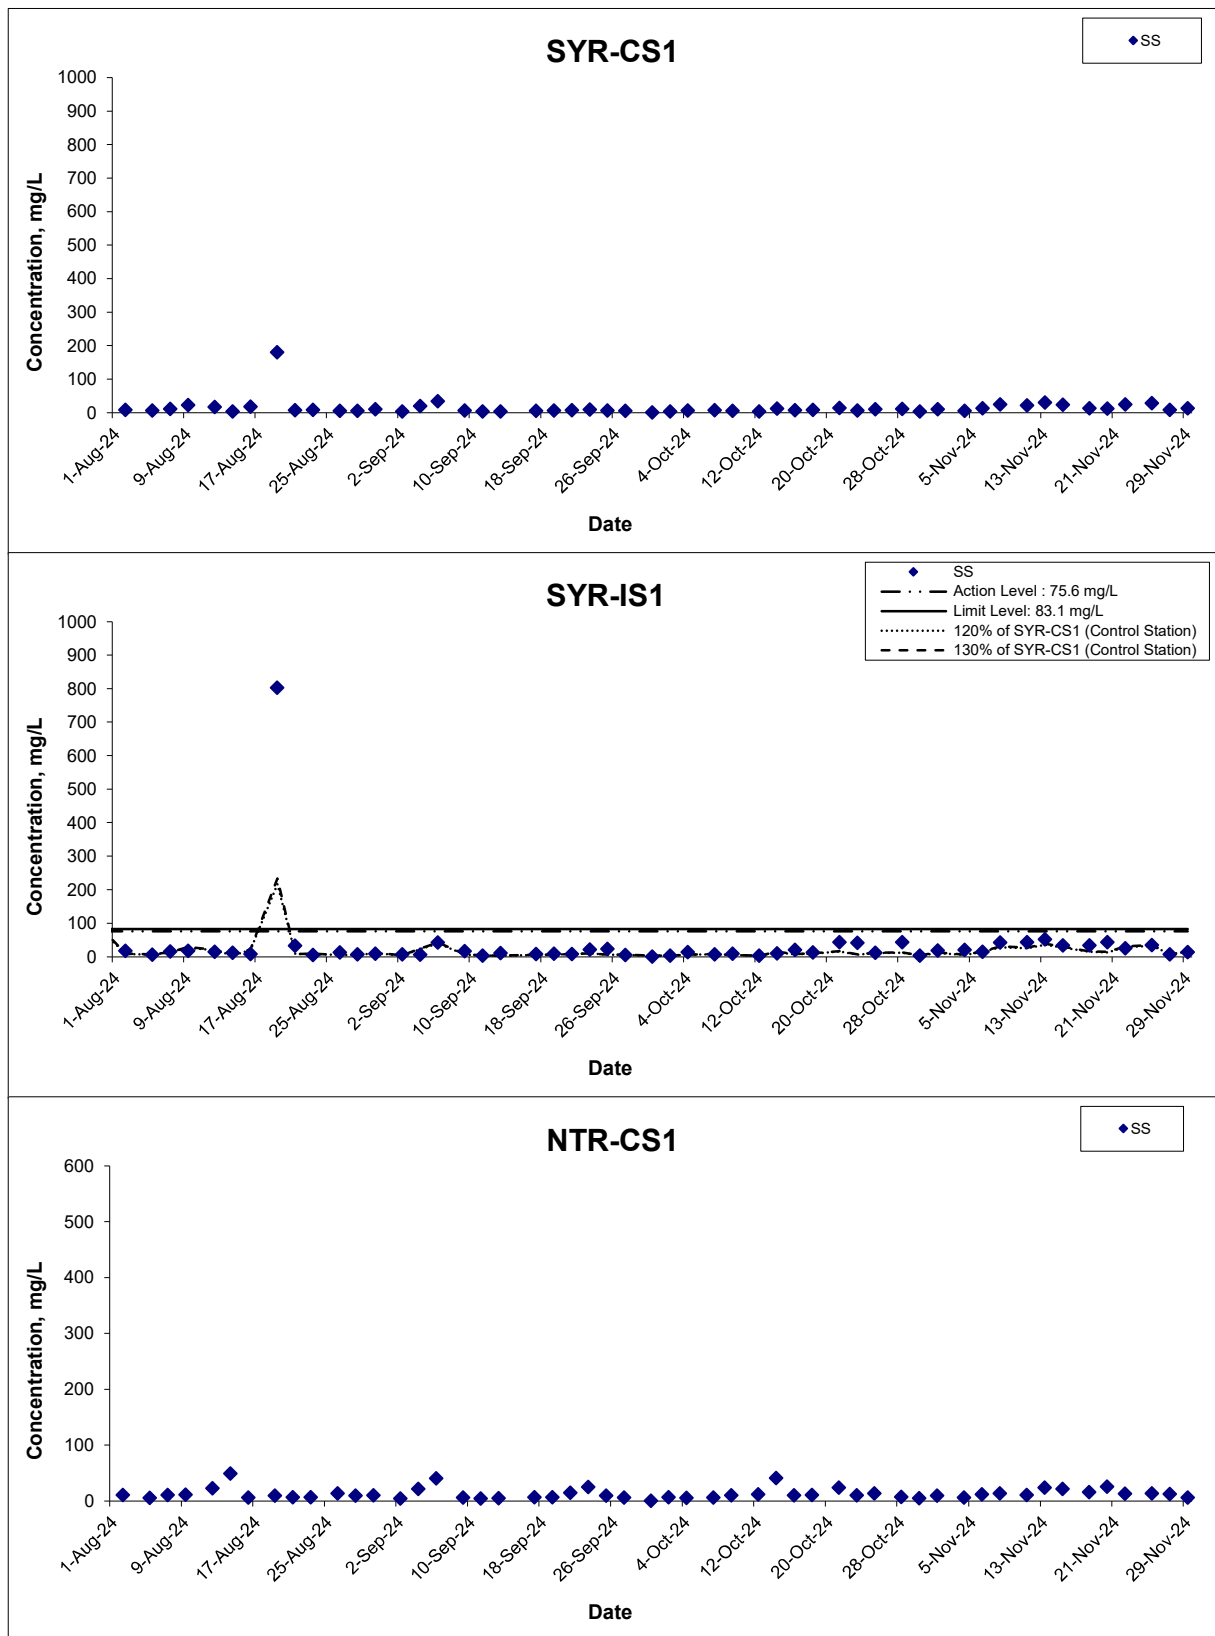 SYR-CS1
SS
1000
900
800
700
600
500
400
300
200
100
0
Concentration, mg/L
1-Aug-24
9-Aug-24
17-Aug-24
25-Aug-24
2-Sep-24
10-Sep-24
18-Sep-24
26-Sep-24
4-Oct-24
12-Oct-24
20-Oct-24
28-Oct-24
5-Nov-24
13-Nov-24
21-Nov-24
29-Nov-24
Date
SYR-IS1
SS
Action Level : 75.6 mg/L
Limit Level: 83.1 mg/L
120% of SYR-CS1 (Control Station)
130% of SYR-CS1 (Control Station)
1000
900
800
700
600
500
400
300
200
100
0
Concentration, mg/L
1-Aug-24
9-Aug-24
17-Aug-24
25-Aug-24
2-Sep-24
10-Sep-24
18-Sep-24
26-Sep-24
4-Oct-24
12-Oct-24
20-Oct-24
28-Oct-24
5-Nov-24
13-Nov-24
21-Nov-24
29-Nov-24
Date
NTR-CS1
SS
600
500
400
300
200
100
0
Concentration, mg/L
1-Aug-24
9-Aug-24
17-Aug-24
25-Aug-24
2-Sep-24
10-Sep-24
18-Sep-24
26-Sep-24
4-Oct-24
12-Oct-24
20-Oct-24
28-Oct-24
5-Nov-24
13-Nov-24
21-Nov-24
29-Nov-24
Date